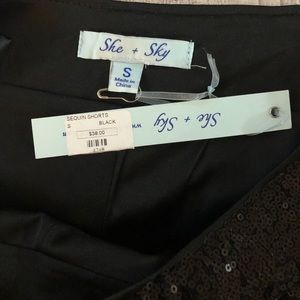 She + Sky
S
Made in
China
She + Sky
SEQUIN SHORTS
S BLACK
$38.00